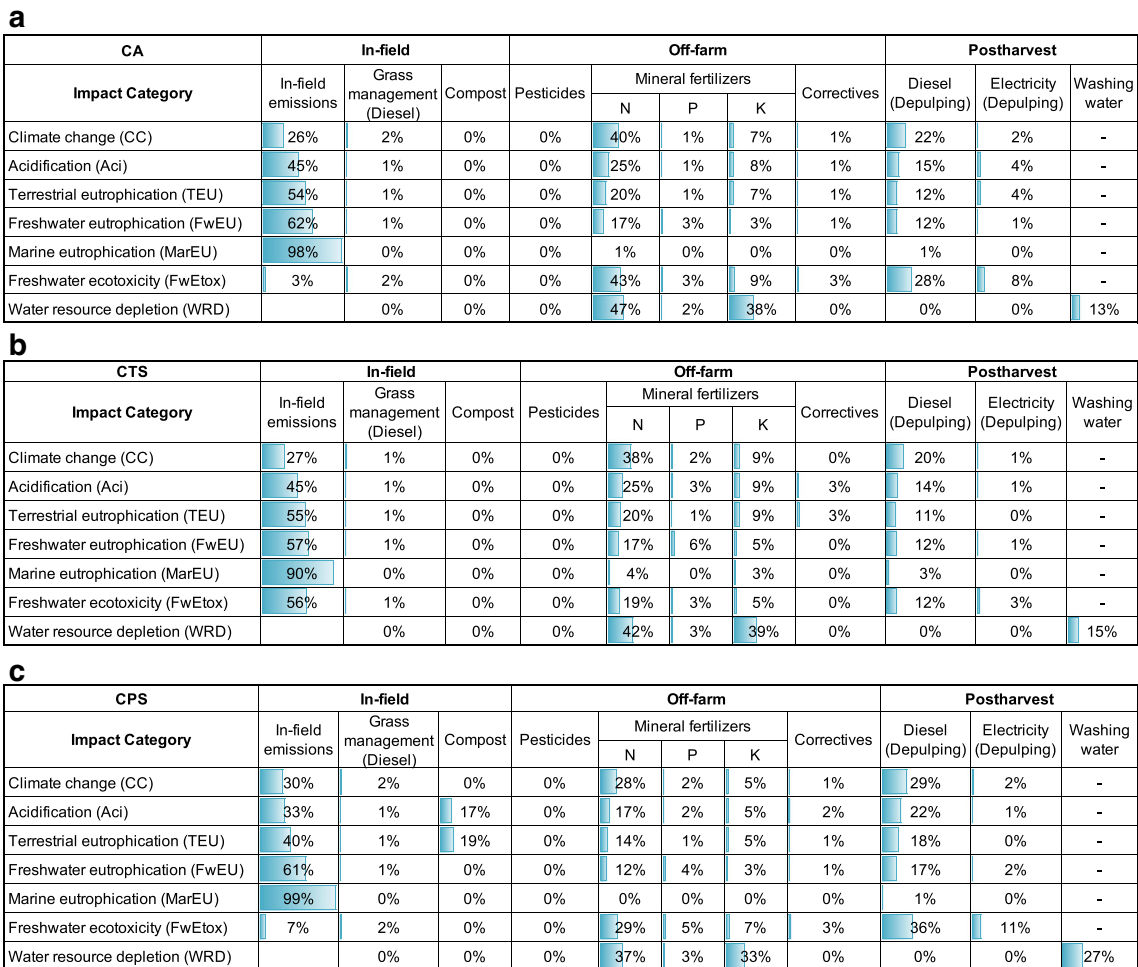 a
CA In-field Off-farm Postharvest
Impact Category In-field emissions Grass management (Diesel) Compost Pesticides Mineral fertilizers N P K Correctives Diesel (Depulping) Electricity (Depulping) Washing water
Climate change (CC) 26% 2% 0% 0% 40% 1% 7% 1% 22% 2% -
Acidification (Aci) 45% 1% 0% 0% 25% 1% 8% 1% 15% 4% -
Terrestrial eutrophication (TEU) 54% 1% 0% 0% 20% 1% 7% 1% 12% 4% -
Freshwater eutrophication (FwEU) 62% 1% 0% 0% 17% 3% 3% 1% 12% 1% -
Marine eutrophication (MarEU) 98% 0% 0% 0% 1% 0% 0% 0% 1% 0% -
Freshwater ecotoxicity (FwEtox) 3% 2% 0% 0% 43% 3% 9% 3% 28% 8% -
Water resource depletion (WRD) 0% 0% 0% 47% 2% 38% 0% 0% 0% 13%
b
CTS In-field Off-farm Postharvest
Impact Category In-field emissions Grass management (Diesel) Compost Pesticides Mineral fertilizers N P K Correctives Diesel (Depulping) Electricity (Depulping) Washing water
Climate change (CC) 27% 1% 0% 0% 38% 2% 9% 0% 20% 1% -
Acidification (Aci) 45% 1% 0% 0% 25% 3% 9% 3% 14% 1% -
Terrestrial eutrophication (TEU) 55% 1% 0% 0% 20% 1% 9% 3% 11% 0% -
Freshwater eutrophication (FwEU) 57% 1% 0% 0% 17% 6% 5% 0% 12% 1% -
Marine eutrophication (MarEU) 90% 0% 0% 0% 4% 0% 3% 0% 3% 0% -
Freshwater ecotoxicity (FwEtox) 56% 1% 0% 0% 19% 3% 5% 0% 12% 3% -
Water resource depletion (WRD) 0% 0% 0% 42% 3% 39% 0% 0% 0% 15%
c
CPS In-field Off-farm Postharvest
Impact Category In-field emissions Grass management (Diesel) Compost Pesticides Mineral fertilizers N P K Correctives Diesel (Depulping) Electricity (Depulping) Washing water
Climate change (CC) 30% 2% 0% 0% 28% 2% 5% 1% 29% 2% -
Acidification (Aci) 33% 1% 17% 0% 17% 2% 5% 2% 22% 1% -
Terrestrial eutrophication (TEU) 40% 1% 19% 0% 14% 1% 5% 1% 18% 0% -
Freshwater eutrophication (FwEU) 61% 1% 0% 0% 12% 4% 3% 1% 17% 2% -
Marine eutrophication (MarEU) 99% 0% 0% 0% 0% 0% 0% 0% 1% 0% -
Freshwater ecotoxicity (FwEtox) 7% 2% 0% 0% 29% 5% 7% 3% 36% 11% -
Water resource depletion (WRD) 0% 0% 0% 37% 3% 33% 0% 0% 0% 27%